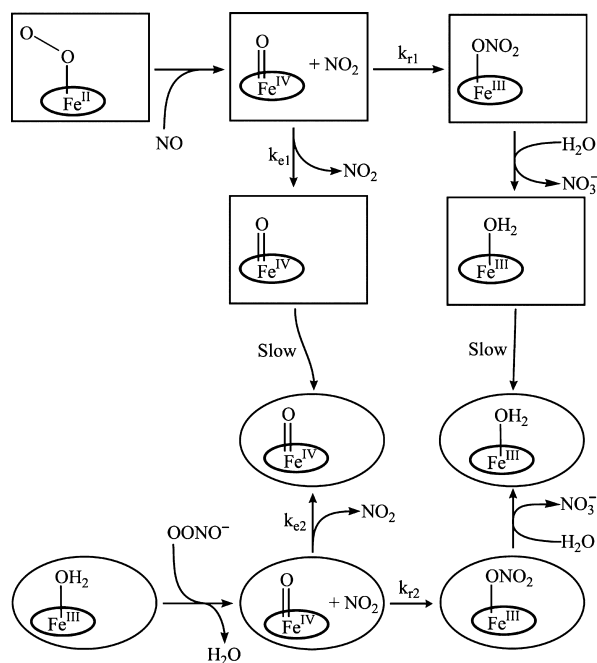 O
O
Fe^II
NO
O
Fe^IV
+ NO₂
k_r1
ONO₂
Fe^III
k_e1
NO₂
H₂O
NO₃⁻
O
Fe^IV
OH₂
Fe^III
Slow
Slow
O
Fe^IV
OH₂
Fe^III
OONO⁻
k_e2
NO₂
NO₃⁻
H₂O
OH₂
Fe^III
H₂O
O
Fe^IV
+ NO₂
k_r2
ONO₂
Fe^III